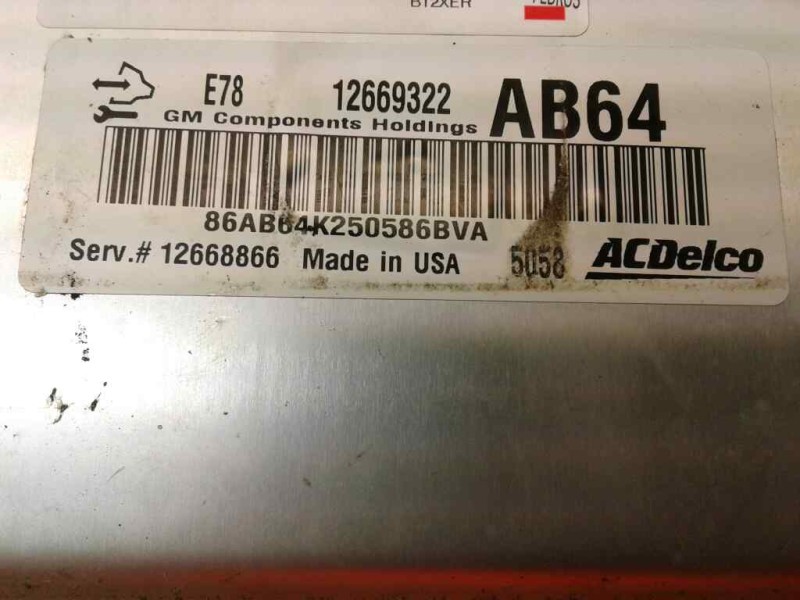 B12XER
E78 12669322 AB64
GM Components Holdings
86AB64K250586BVA
Serv.# 12668866 Made in USA 5058 ACDelco